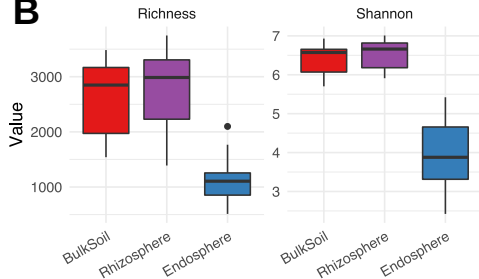 B
Richness
Shannon
Value
3000
2000
1000
7
6
5
4
3
BulkSoil
Rhizosphere
Endosphere
BulkSoil
Rhizosphere
Endosphere